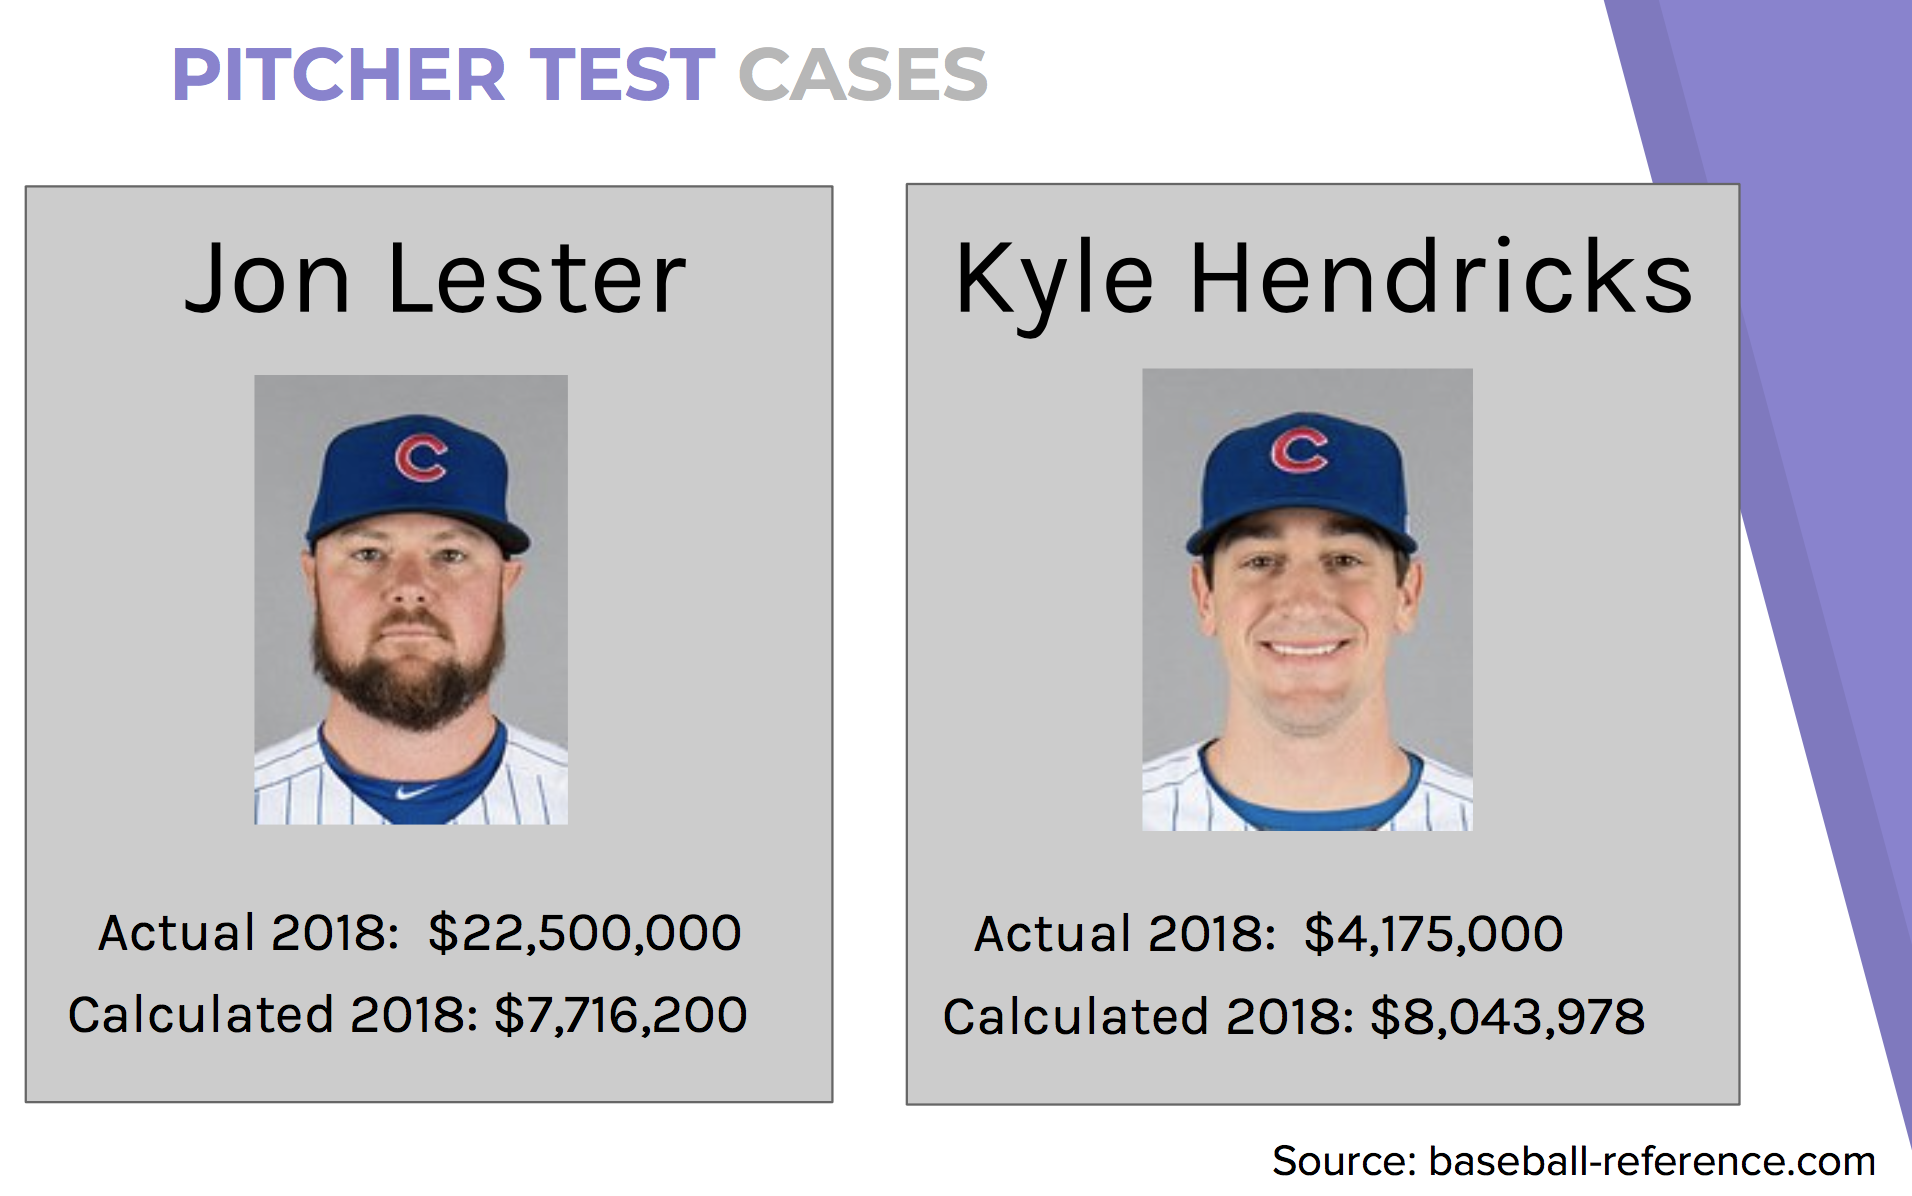 PITCHER TEST CASES
Jon Lester
C
Actual 2018: $22,500,000
Calculated 2018: $7,716,200
Kyle Hendricks
C
Actual 2018: $4,175,000
Calculated 2018: $8,043,978
Source: baseball-reference.com